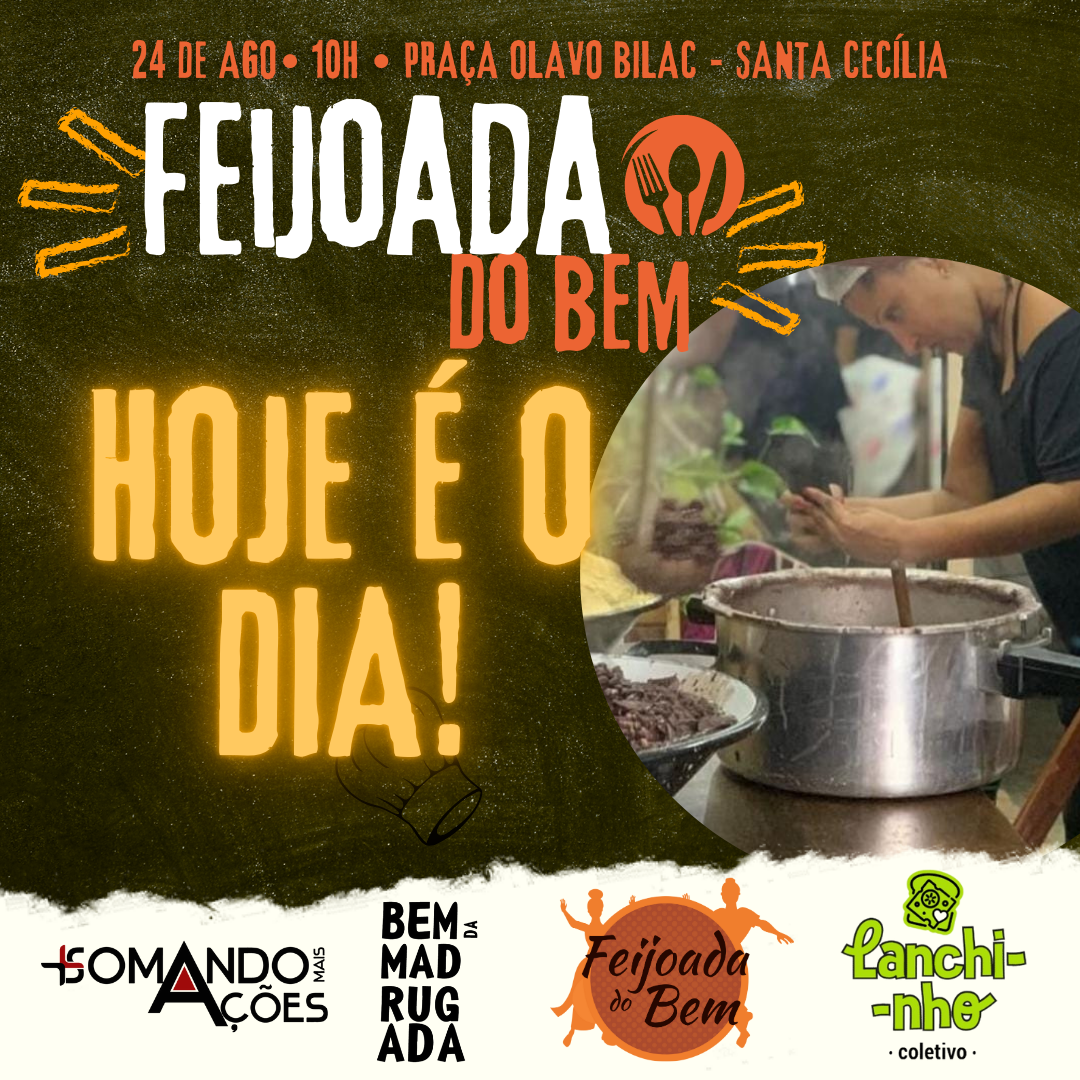 24 DE AGO • 10H • PRAÇA OLAVO BILAC - SANTA CECÍLIA
FEIJOADA
DO BEM
HOJE É O
DIA!
SOMANDO MAIS
AÇÕES
BEM DA
MAD
RUG
ADA
Feijoada
do Bem
Lanchi-
-nho
· coletivo ·